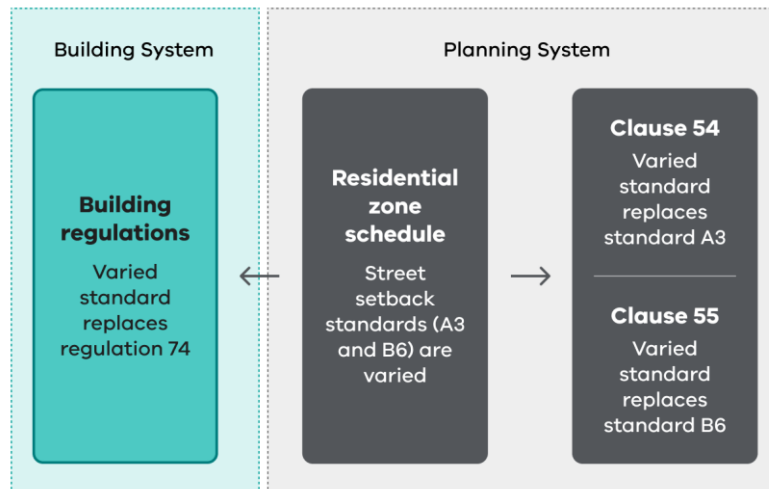 Building System
Building
regulations
Varied
standard
replaces
regulation 74
Planning System
Residential
zone
schedule
Street
setback
standards (A3
and B6) are
varied
Clause 54
Varied
standard
replaces
standard A3
Clause 55
Varied
standard
replaces
standard B6